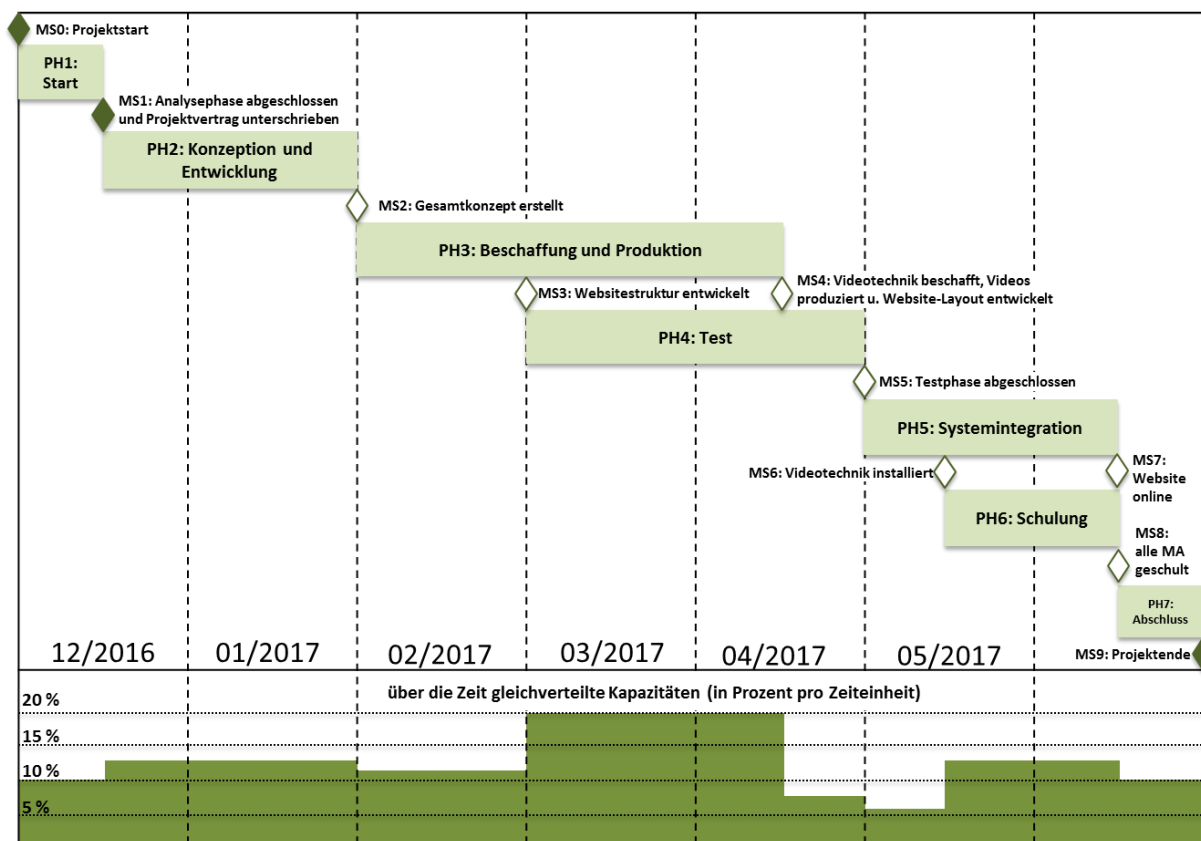 MS0: Projektstart
PH1:
Start
MS1: Analysephase abgeschlossen
und Projektvertrag unterschrieben
PH2: Konzeption und
Entwicklung
MS2: Gesamtkonzept erstellt
PH3: Beschaffung und Produktion
MS3: Websitestruktur entwickelt
MS4: Videotechnik beschafft, Videos
produziert u. Website-Layout entwickelt
PH4: Test
MS5: Testphase abgeschlossen
PH5: Systemintegration
MS6: Videotechnik installiert
MS7:
Website
online
PH6: Schulung
MS8:
alle MA
geschult
PH7:
Abschluss
12/2016
01/2017
02/2017
03/2017
04/2017
05/2017
MS9: Projektende
über die Zeit gleichverteilte Kapazitäten (in Prozent pro Zeiteinheit)
20 %
15 %
10 %
5 %